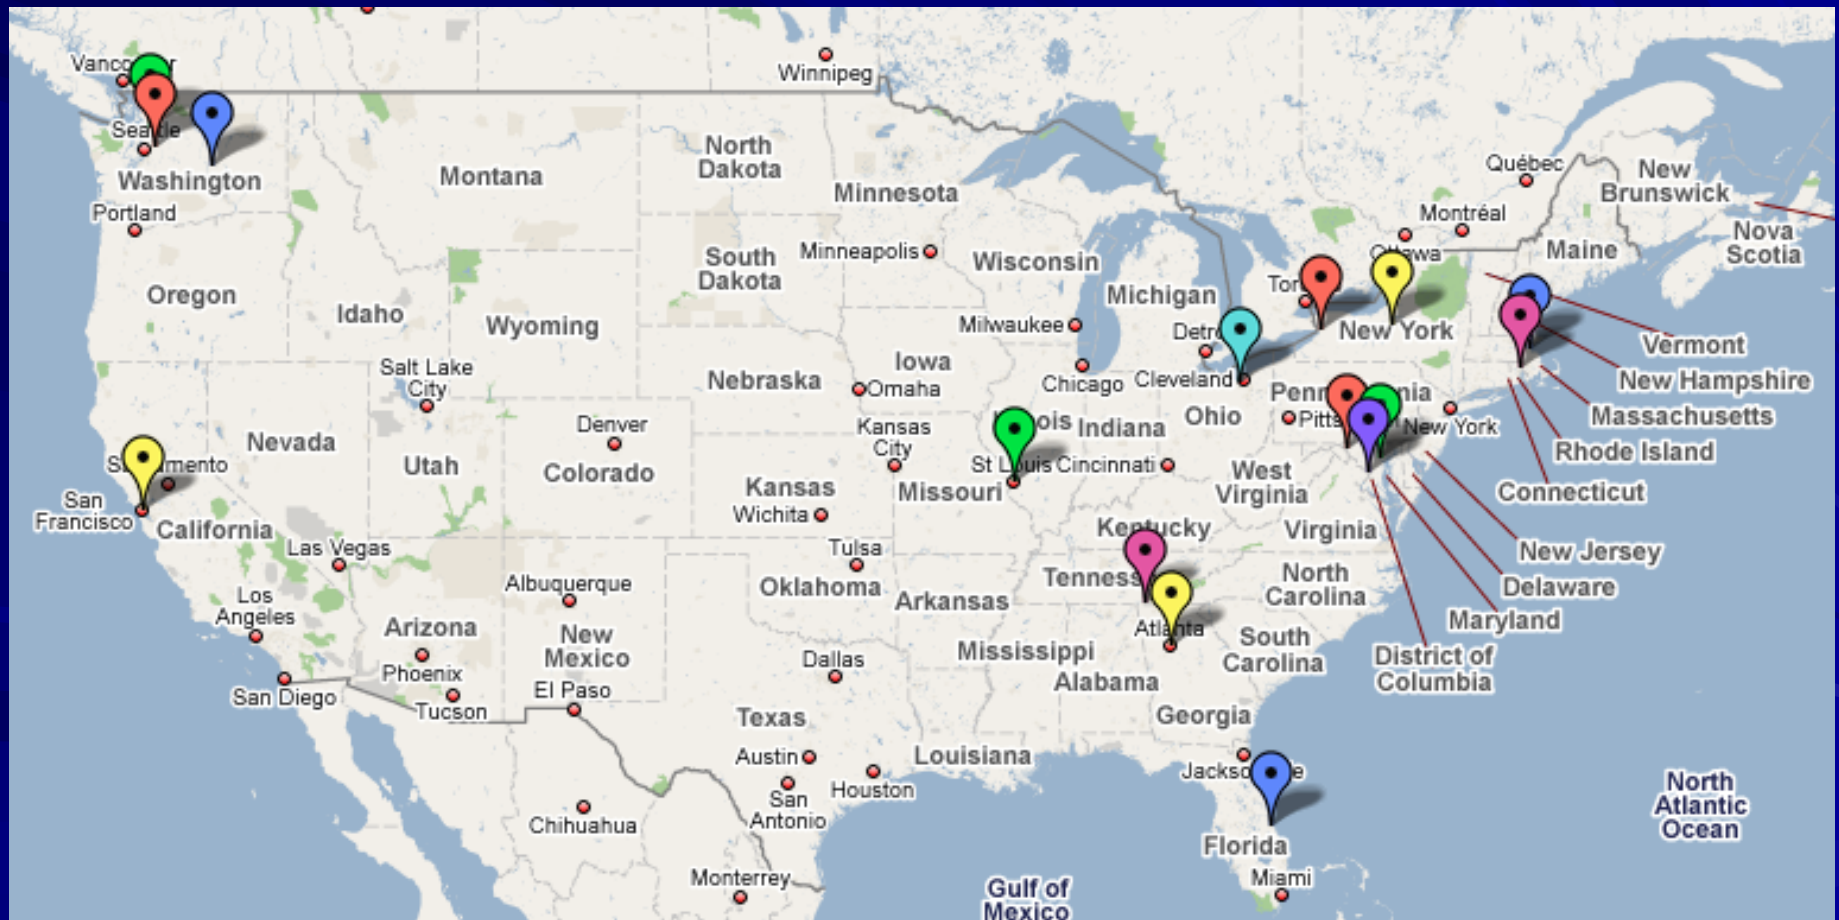 Winnipeg
Québec
New
Brunswick
Montréal
Nova
Scotia
Maine
Washington
Portland
Montana
North
Dakota
Minnesota
Minneapolis
South
Dakota
Wisconsin
Michigan
Oregon
Idaho
Wyoming
Milwaukee
New York
Vermont
Iowa
Salt Lake
City
Nebraska
Omaha
Chicago
Cleveland
New Hampshire
Massachusetts
Ohio
New York
Denver
Kansas
City
Indiana
Nevada
Utah
Colorado
Cincinnati
Rhode Island
West
Virginia
Connecticut
Kansas
Missouri
San
Francisco
California
Wichita
Kentucky
Virginia
New Jersey
Las Vegas
Tulsa
Albuquerque
Oklahoma
Arkansas
North
Carolina
Delaware
Los
Angeles
Maryland
Arizona
New
Mexico
Mississippi
South
Carolina
District of
Columbia
Phoenix
Dallas
Alabama
San Diego
El Paso
Tucson
Texas
Georgia
Austin
Louisiana
Houston
San
Antonio
North
Atlantic
Ocean
Chihuahua
Florida
Monterrey
Miami
Gulf of
Mexico